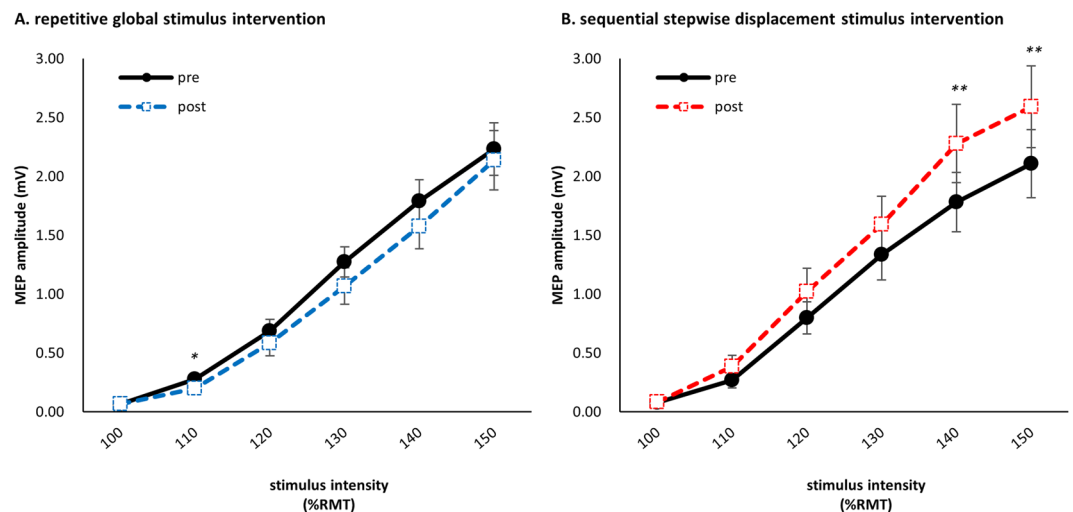 A. repetitive global stimulus intervention
3.00
2.50
2.00
1.50
1.00
0.50
0.00
MEP amplitude (mV)
pre
post
*
100
110
120
130
140
150
stimulus intensity
(%RMT)
B. sequential stepwise displacement stimulus intervention
3.00
2.50
2.00
1.50
1.00
0.50
0.00
MEP amplitude (mV)
pre
post
**
**
100
110
120
130
140
150
stimulus intensity
(%RMT)